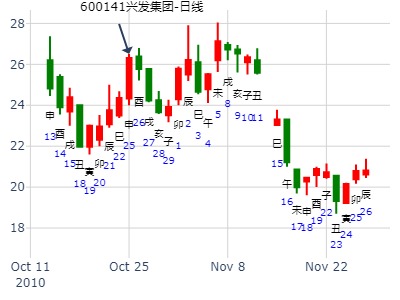 600141兴发集团-日线
28
26
24
22
20
18
申
13
酉
14
戌
15
丑
18
寅
19
卯
20
辰
21
巳
22
申
25
酉
26
戌
27
亥
28
子
29
卯
1
辰
2
巳
3
午
4
未
5
戌
8
亥
9
子
10
丑
11
巳
15
午
16
未
17
申
18
酉
19
子
22
丑
23
寅
24
卯
25
辰
26
Oct 11
2010
Oct 25
Nov 8
Nov 22